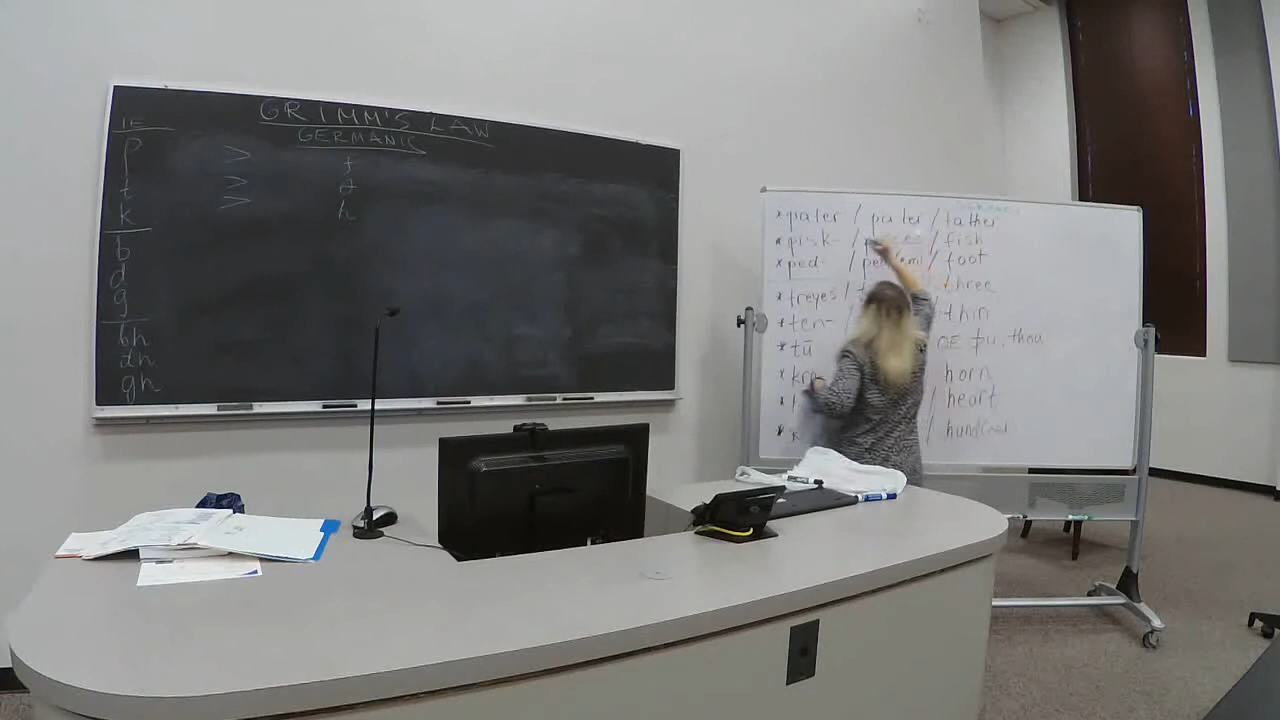 GRIMM'S LAW
IE GERMANIC
p > f
t > θ
k > h
b
d
g
bh
dh
gh
*pater / pater / father
*pisk- / / fish
*ped- / / foot
*treyes / three
*ten- thin
*tū OE þu, thou
horn
/ heart
/ hundred